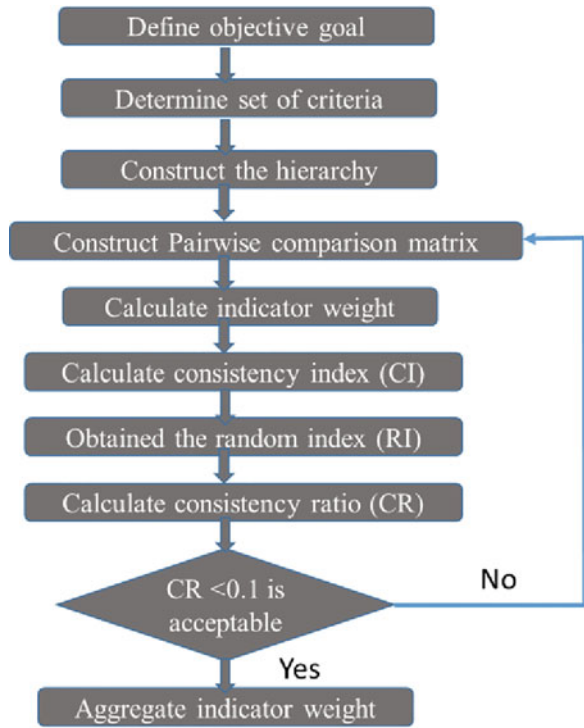 Define objective goal
Determine set of criteria
Construct the hierarchy
Construct Pairwise comparison matrix
Calculate indicator weight
Calculate consistency index (CI)
Obtained the random index (RI)
Calculate consistency ratio (CR)
CR <0.1 is
acceptable
No
Yes
Aggregate indicator weight